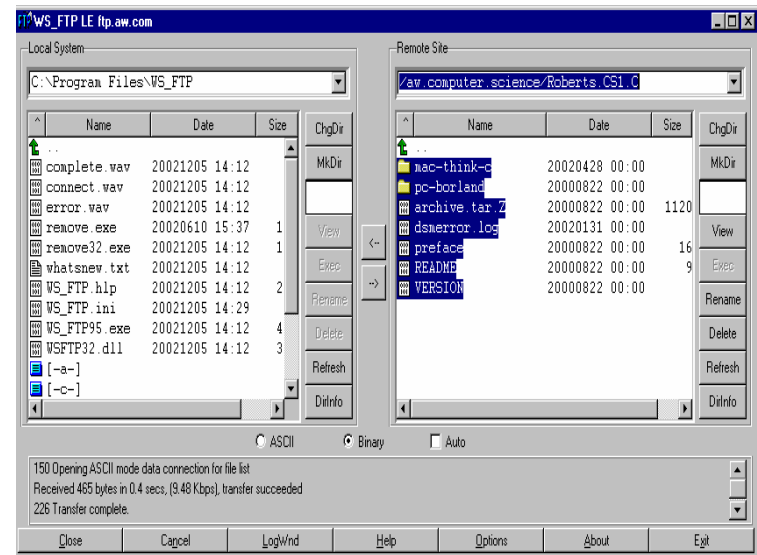 WS_FTP LE ftp.aw.com
Local System
C:\Program Files\WS_FTP
^ Name Date Size
..
complete.wav 20021205 14:12
connect.wav 20021205 14:12
error.wav 20021205 14:12
remove.exe 20020610 15:37 1
remove32.exe 20021205 14:12 1
whatsnew.txt 20021205 14:12
WS_FTP.hlp 20021205 14:12 2
WS_FTP.ini 20021205 14:29
WS_FTP95.exe 20021205 14:12 4
WSFTP32.dll 20021205 14:12 3
[-a-]
[-c-]
ChgDir
MkDir
View
Exec
Rename
Delete
Refresh
DirInfo
<--
-->
Remote Site
/aw.computer.science/Roberts.CS1.C
^ Name Date Size
..
mac-think-c 20020428 00:00
pc-borland 20000822 00:00
archive.tar.Z 20000822 00:00 1120
dsmerror.log 20020131 00:00
preface 20000822 00:00 16
README 20000822 00:00 9
VERSION 20000822 00:00
ChgDir
MkDir
View
Exec
Rename
Delete
Refresh
DirInfo
ASCII Binary Auto
150 Opening ASCII mode data connection for file list
Received 465 bytes in 0.4 secs, (9.48 Kbps), transfer succeeded
226 Transfer complete.
Close Cancel LogWnd Help Options About Exit